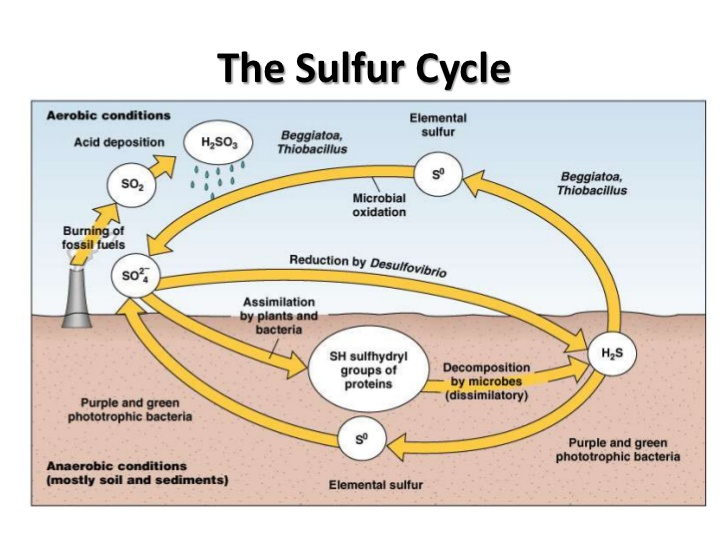 The Sulfur Cycle
Aerobic conditions
Acid deposition
H₂SO₃
Beggiatoa,
Thiobacillus
Elemental
sulfur
SO₂
S⁰
Beggiatoa,
Thiobacillus
Microbial
oxidation
Burning of
fossil fuels
SO₄²⁻
Reduction by Desulfovibrio
Assimilation
by plants and
bacteria
SH sulfhydryl
groups of
proteins
H₂S
Decomposition
by microbes
(dissimilatory)
Purple and green
phototrophic bacteria
S⁰
Purple and green
phototrophic bacteria
Anaerobic conditions
(mostly soil and sediments)
Elemental sulfur